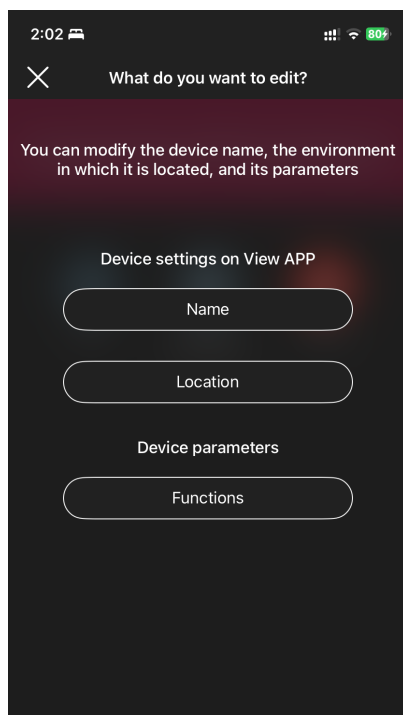 2:02
80
What do you want to edit?
You can modify the device name, the environment
in which it is located, and its parameters
Device settings on View APP
Name
Location
Device parameters
Functions